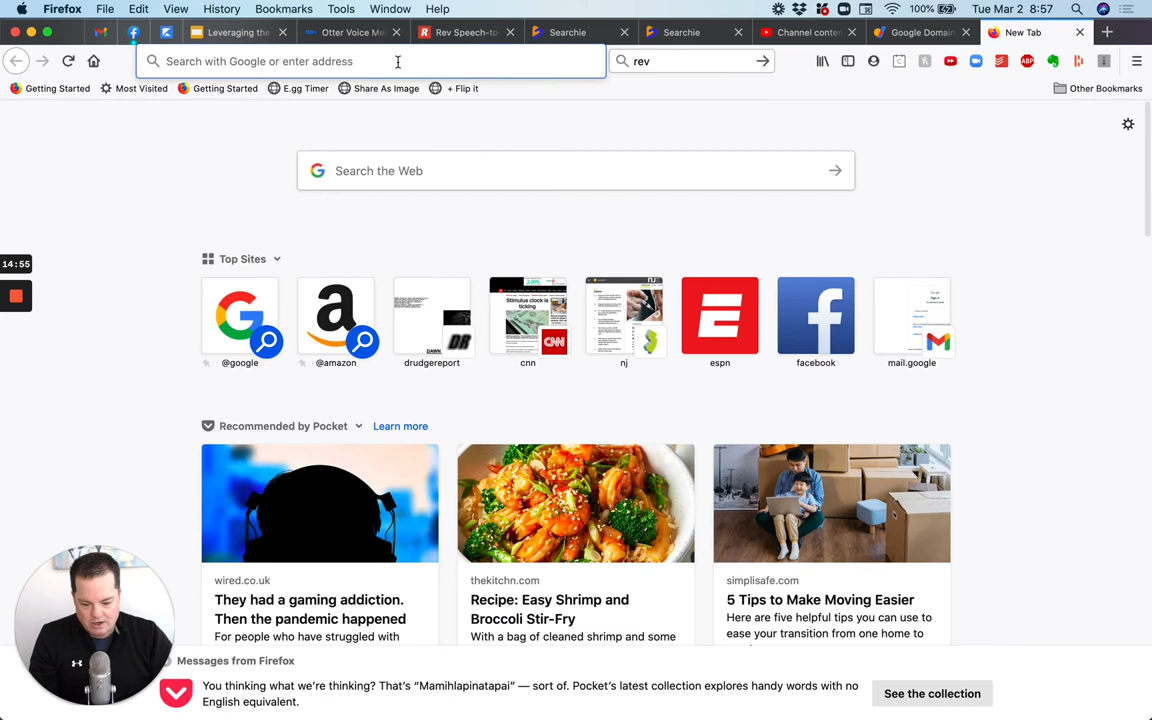 Firefox File Edit View History Bookmarks Tools Window Help 100% Tue Mar 2 8:57
Leveraging the Otter Voice Me Rev Speech-to- Searchie Searchie Channel conten Google Domain New Tab
Search with Google or enter address
rev
Getting Started Most Visited Getting Started E.gg Timer Share As Image + Flip it Other Bookmarks
Search the Web
14:55
Top Sites
@google @amazon drudgereport cnn nj espn facebook mail.google
Recommended by Pocket Learn more
wired.co.uk
They had a gaming addiction.
Then the pandemic happened
For people who have struggled with
thekitchn.com
Recipe: Easy Shrimp and
Broccoli Stir-Fry
With a bag of cleaned shrimp and some
simplisafe.com
5 Tips to Make Moving Easier
Here are five helpful tips you can use to
ease your transition from one home to
Messages from Firefox
You thinking what we're thinking? That's “Mamihlapinatapai” — sort of. Pocket's latest collection explores handy words with no
English equivalent.
See the collection